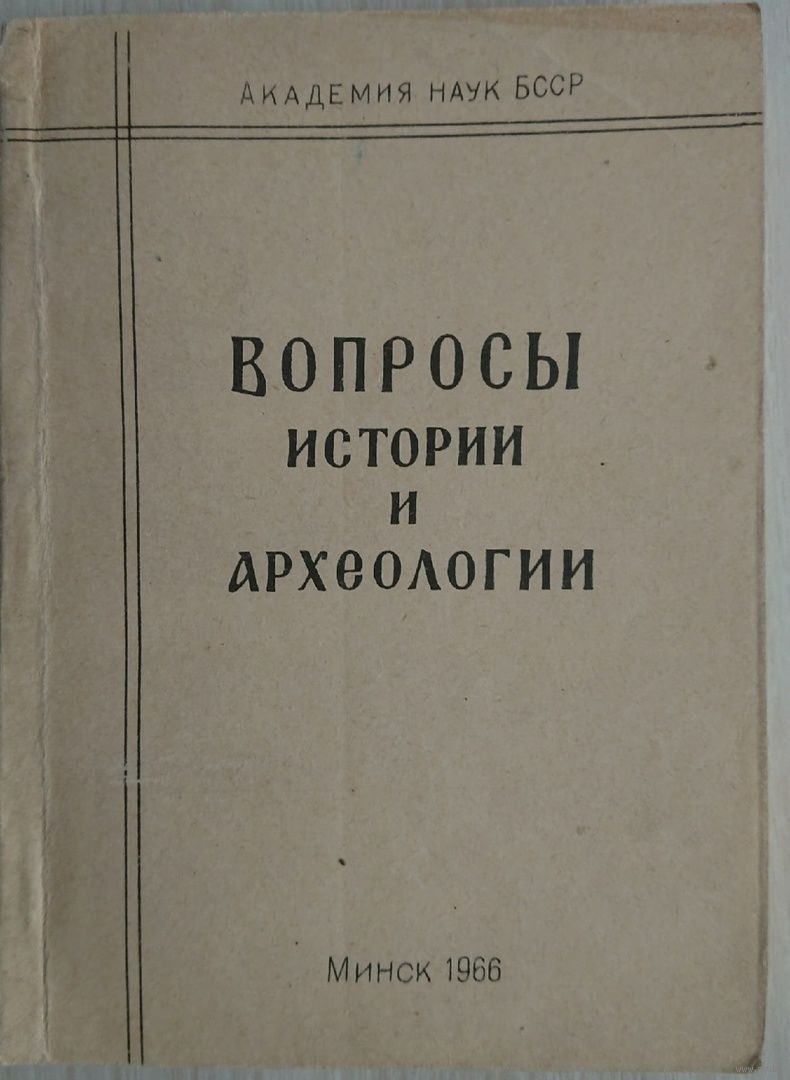 АКАДЕМИЯ НАУК БССР
ВОПРОСЫ
ИСТОРИИ
И
АРХЕОЛОГИИ
МИНСК 1966